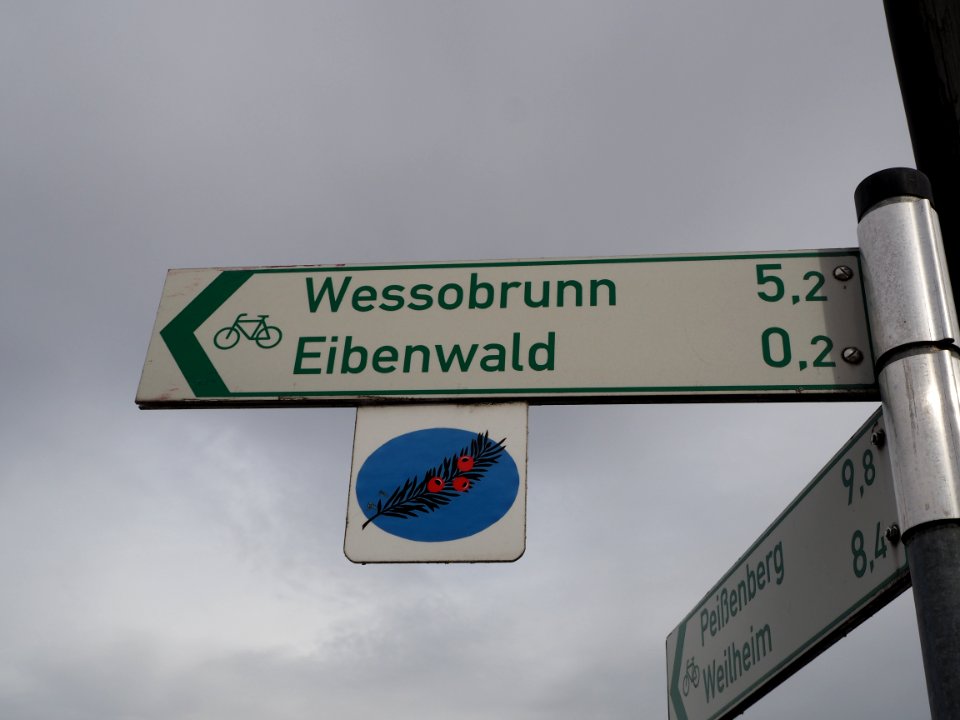 Wessobrunn 5,2
Eibenwald 0,2
Peißenberg 9,8
Weilheim 8,4